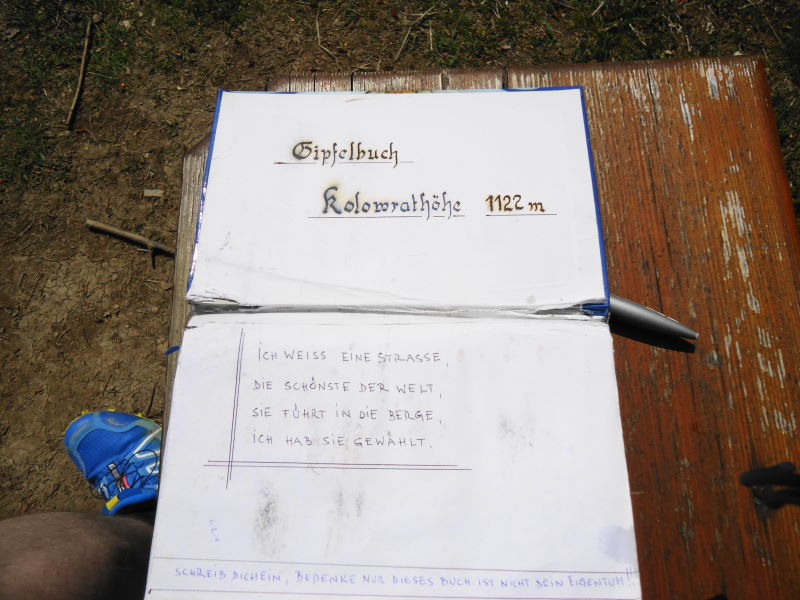 Gipfelbuch
Kolowrathöhe 1122 m
ICH WEISS EINE STRASSE,
DIE SCHÖNSTE DER WELT,
SIE FÜHRT IN DIE BERGE,
ICH HAB SIE GEWÄHLT.
SCHREIB DICH EIN, BEDENKE NUR DIESES BUCH IST NICHT DEIN EIGENTUM!!